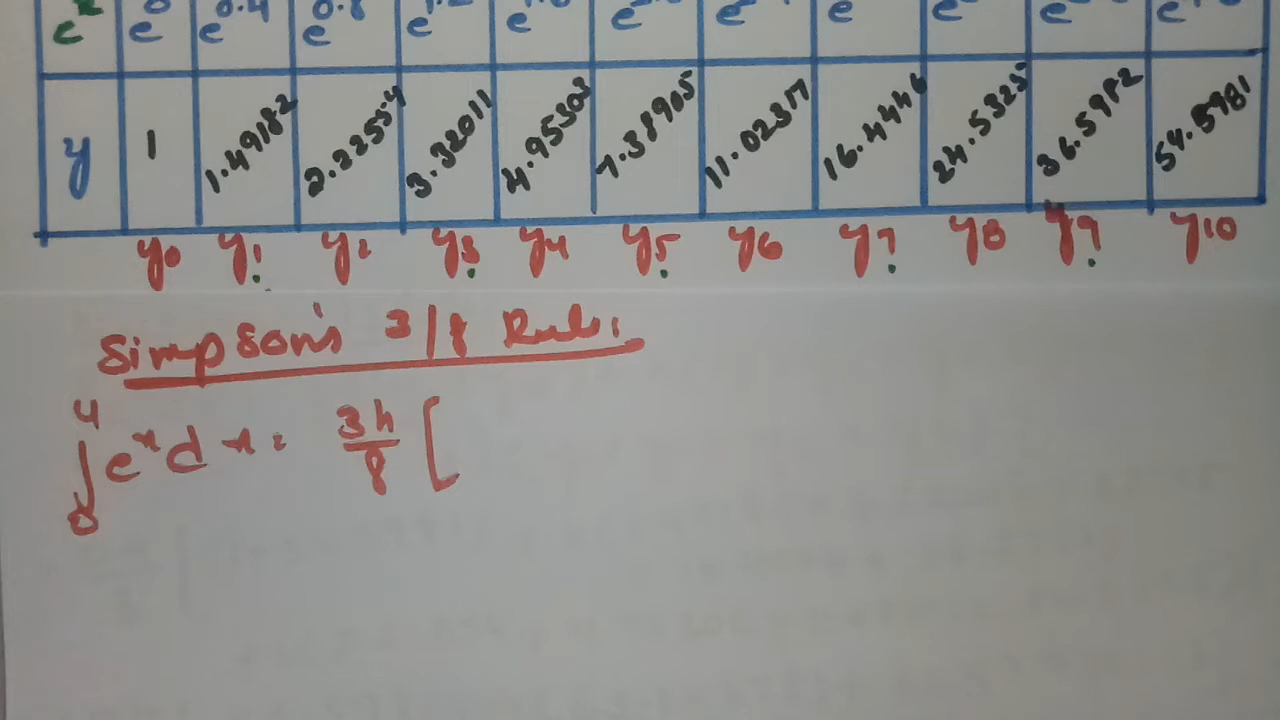 e^x e^0 e^0.4 e^0.8 e e e e e e e e
y 1 1.49182 2.22554 3.32011 4.95303 7.38905 11.02317 16.4446 24.5325 36.5982 54.5981
y0 y1 y2 y3 y4 y5 y6 y7 y8 y9 y10
Simpson's 3/8 Rule:
∫₀⁴ e^x dx = 3h/8 [